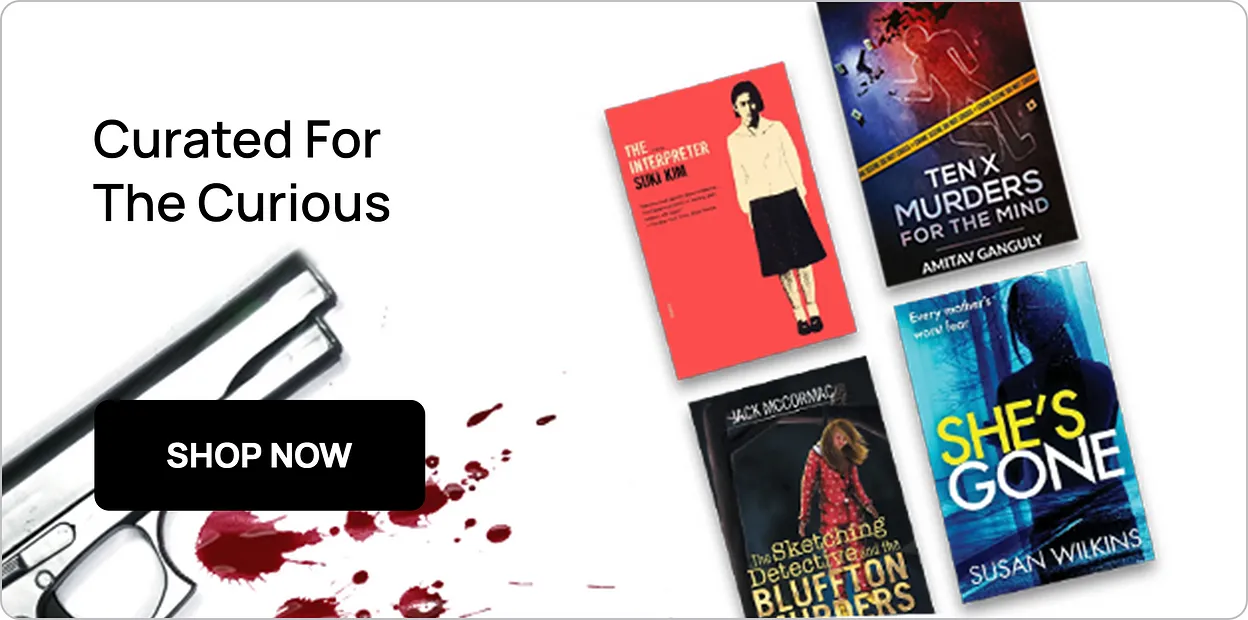 Curated For
The Curious
SHOP NOW
THE
INTERPRETER
SUKI KIM
TEN X
MURDERS
FOR THE MIND
AMITAV GANGULY
Every mother's
worst fear
SHE'S
GONE
SUSAN WILKINS
JACK MCCORMAC
The Sketching
Detective and the
BLUFFTON
MURDERS